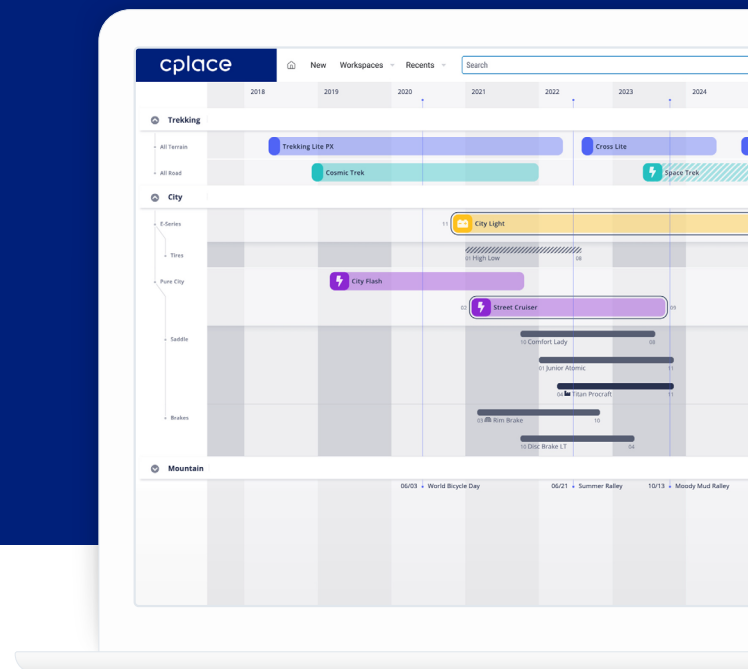 cplace
New Workspaces Recents Search
2018 2019 2020 2021 2022 2023 2024
Trekking
All Terrain Trekking Lite PX Cross Lite
All Road Cosmic Trek Space Trek
City
E-Series 11 City Light
Tires 01 High Low 08
Pure City City Flash
02 Street Cruiser 09
Saddle 10 Comfort Lady 08
01 Junior Atomic 11
04 Titan Procraft 11
Brakes 03 Rim Brake 10
10 Disc Brake LT 04
Mountain
06/03 World Bicycle Day 06/21 Summer Ralley 10/13 Moody Mud Ralley